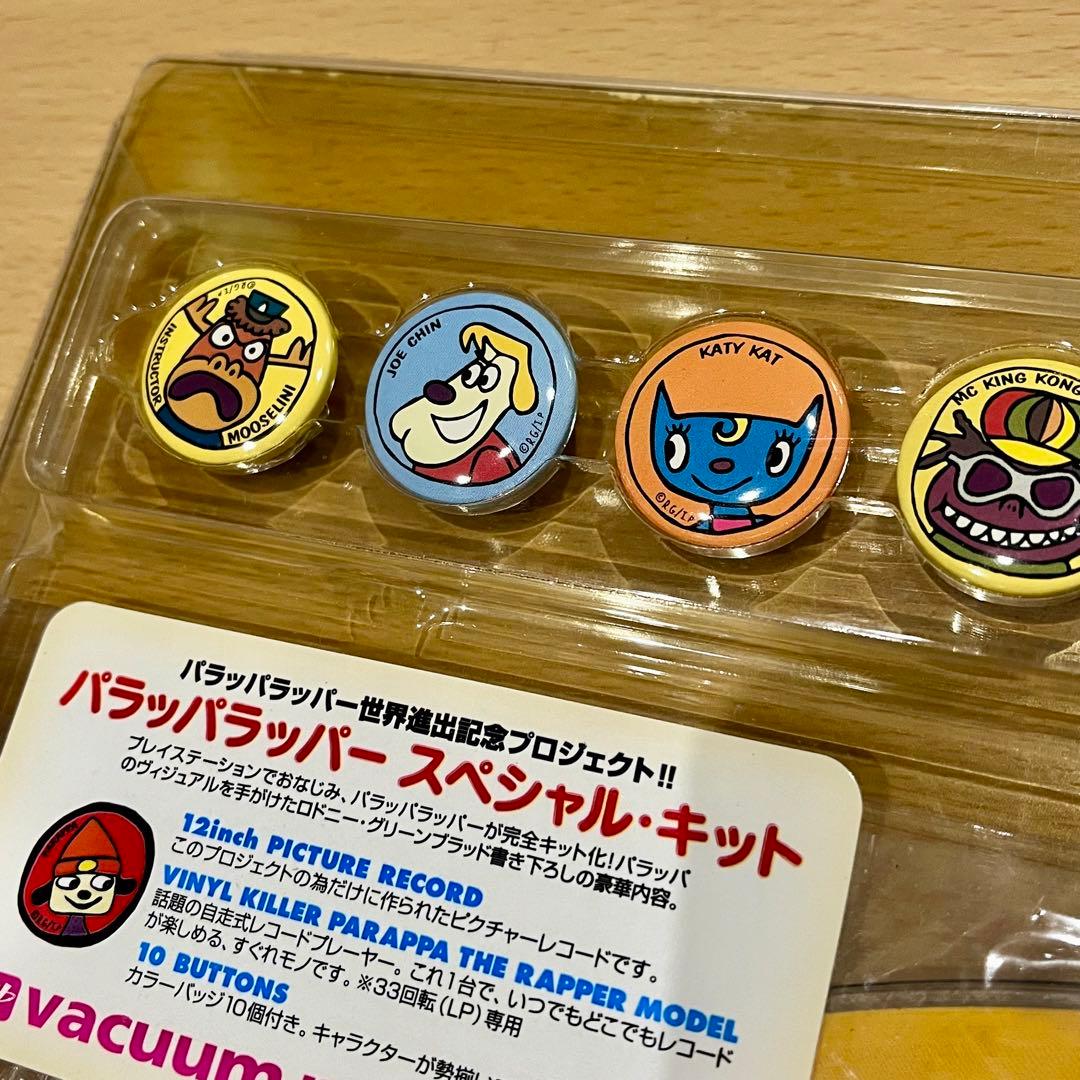 INSTRUCTOR
MOOSELINI
©RG/IP
JOE CHIN
©RG/IP
KATY KAT
©RG/IP
MC KING KONG
パラッパラッパー世界進出記念プロジェクト!!
パラッパラッパー スペシャル・キット
プレイステーションでおなじみ、パラッパラッパーが完全キット化!パラッパ
のヴィジュアルを手がけたロドニー・グリーンブラッド書き下ろしの豪華内容。
12inch PICTURE RECORD
このプロジェクトの為だけに作られたピクチャーレコードです。
VINYL KILLER PARAPPA THE RAPPER MODEL
話題の自走式レコードプレーヤー。これ1台で、いつでもどこでもレコード
が楽しめる、すぐれモノです。※33回転(LP)専用
10 BUTTONS
カラーバッジ10個付き。キャラクターが勢揃い
PARAPPA
©RG/IP
vacuum